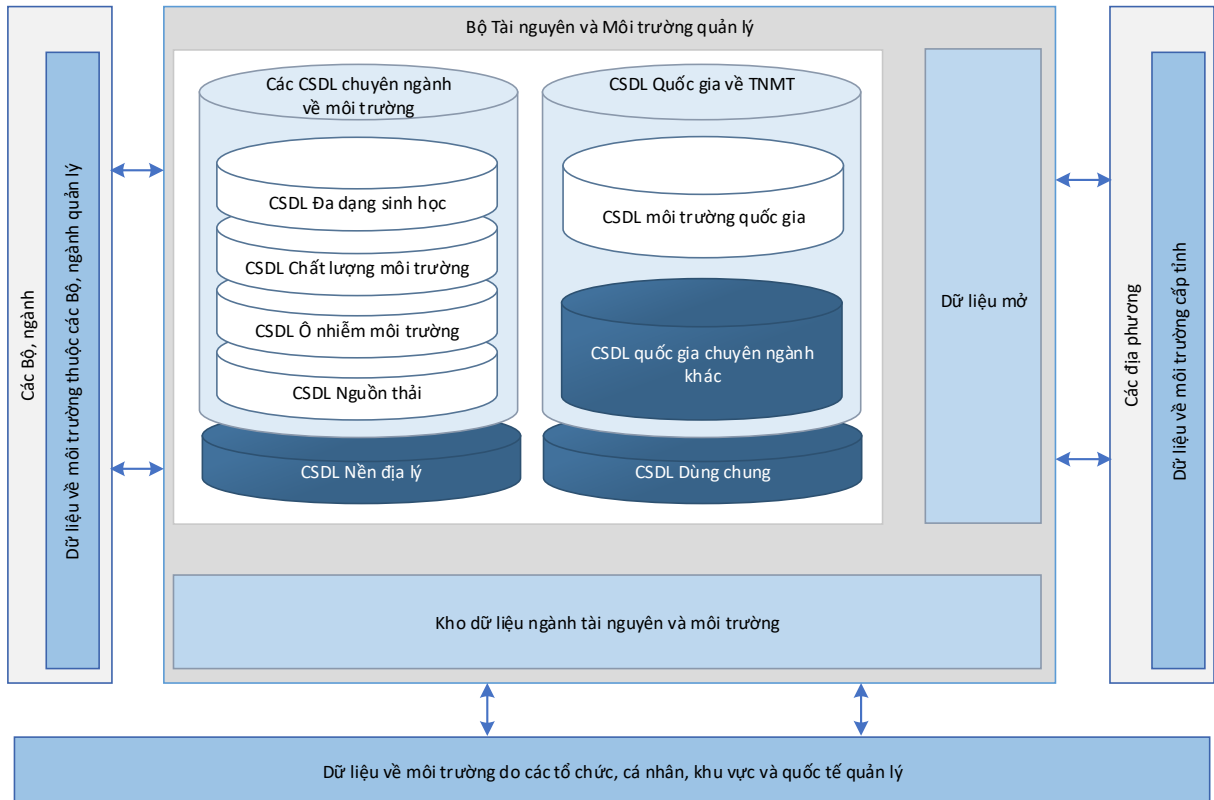 Bộ Tài nguyên và Môi trường quản lý
Các Bộ, ngành
Dữ liệu về môi trường thuộc các Bộ, ngành quản lý
Các CSDL chuyên ngành
về môi trường
CSDL Đa dạng sinh học
CSDL Chất lượng môi trường
CSDL Ô nhiễm môi trường
CSDL Nguồn thải
CSDL Nền địa lý
CSDL Quốc gia về TNMT
CSDL môi trường quốc gia
CSDL quốc gia chuyên ngành
khác
CSDL Dùng chung
Dữ liệu mở
Các địa phương
Dữ liệu về môi trường cấp tỉnh
Kho dữ liệu ngành tài nguyên và môi trường
Dữ liệu về môi trường do các tổ chức, cá nhân, khu vực và quốc tế quản lý